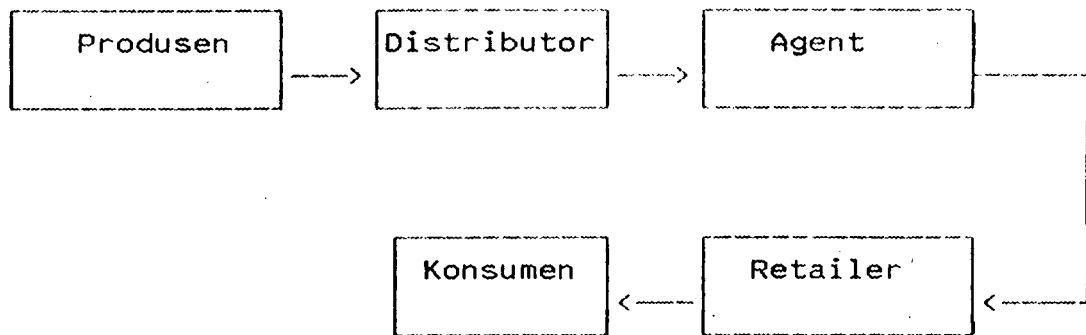 Produsen
Distributor
Agent
Retailer
Konsumen